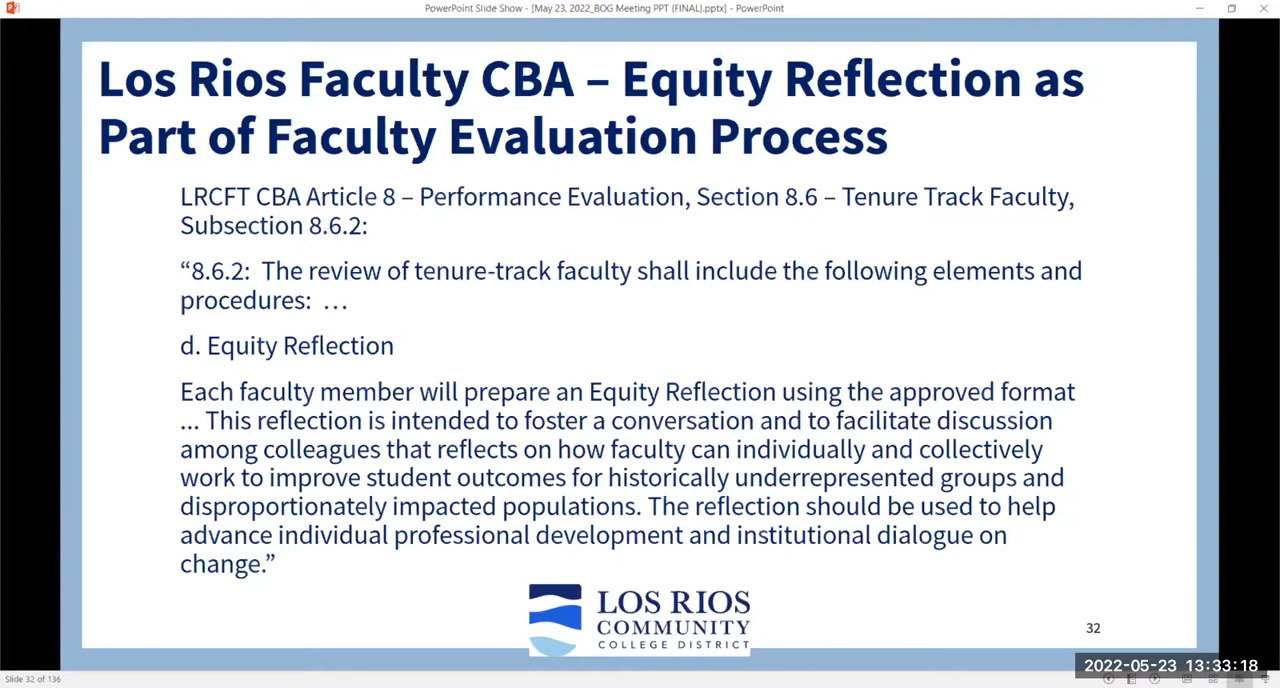 PowerPoint Slide Show - [May 23, 2022_BOG Meeting PPT (FINAL).pptx] - PowerPoint
Los Rios Faculty CBA – Equity Reflection as
Part of Faculty Evaluation Process
LRCFT CBA Article 8 – Performance Evaluation, Section 8.6 – Tenure Track Faculty,
Subsection 8.6.2:
“8.6.2:  The review of tenure-track faculty shall include the following elements and
procedures:  …
d. Equity Reflection
Each faculty member will prepare an Equity Reflection using the approved format
... This reflection is intended to foster a conversation and to facilitate discussion
among colleagues that reflects on how faculty can individually and collectively
work to improve student outcomes for historically underrepresented groups and
disproportionately impacted populations. The reflection should be used to help
advance individual professional development and institutional dialogue on
change.”
LOS RIOS
COMMUNITY
COLLEGE DISTRICT
32
2022-05-23 13:33:18
Slide 32 of 136